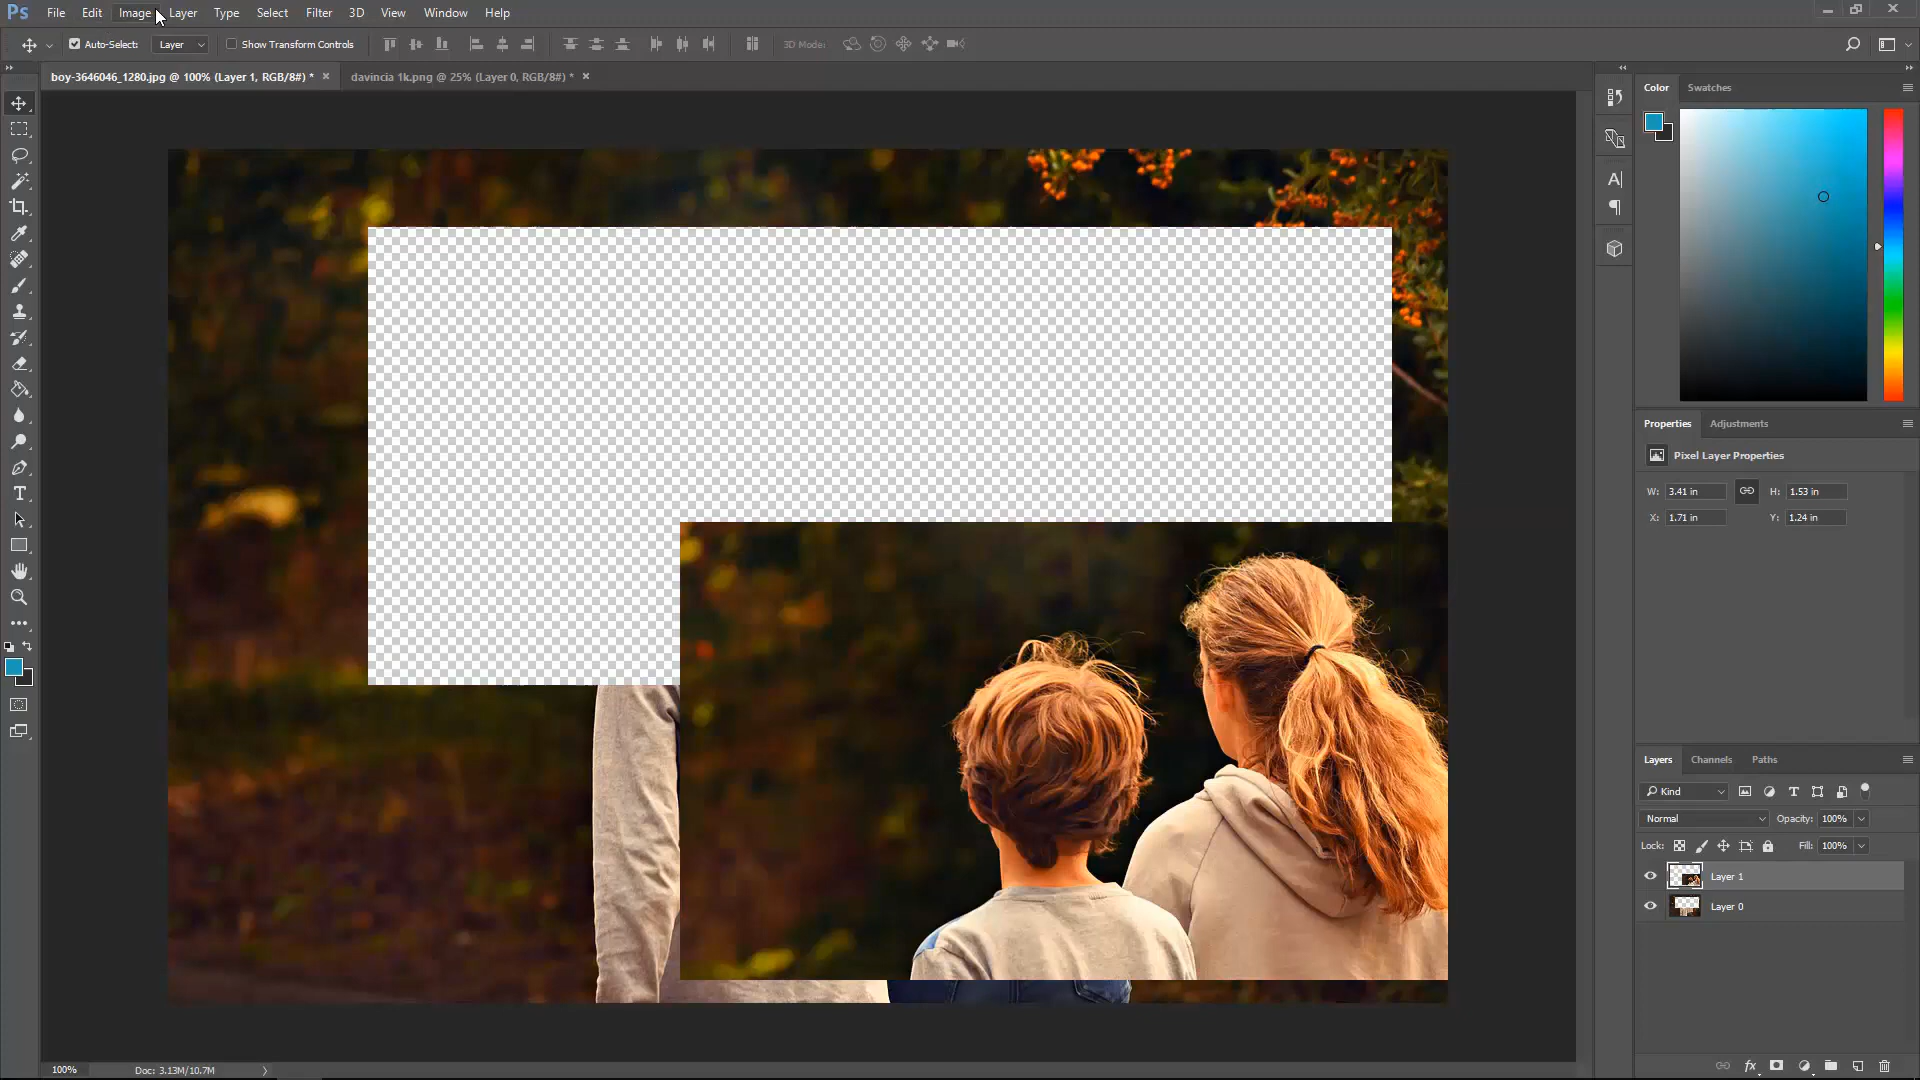 Ps File Edit Image Layer Type Select Filter 3D View Window Help
Auto-Select: Layer Show Transform Controls 3D Mode:
boy-3646046_1280.jpg @ 100% (Layer 1, RGB/8#) * × davincia 1k.png @ 25% (Layer 0, RGB/8#) * ×
Color Swatches
Properties Adjustments
Pixel Layer Properties
W: 3.41 in H: 1.53 in
X: 1.71 in Y: 1.24 in
Layers Channels Paths
Kind
Normal Opacity: 100%
Lock: Fill: 100%
Layer 1
Layer 0
fx
100% Doc: 3.13M/10.7M